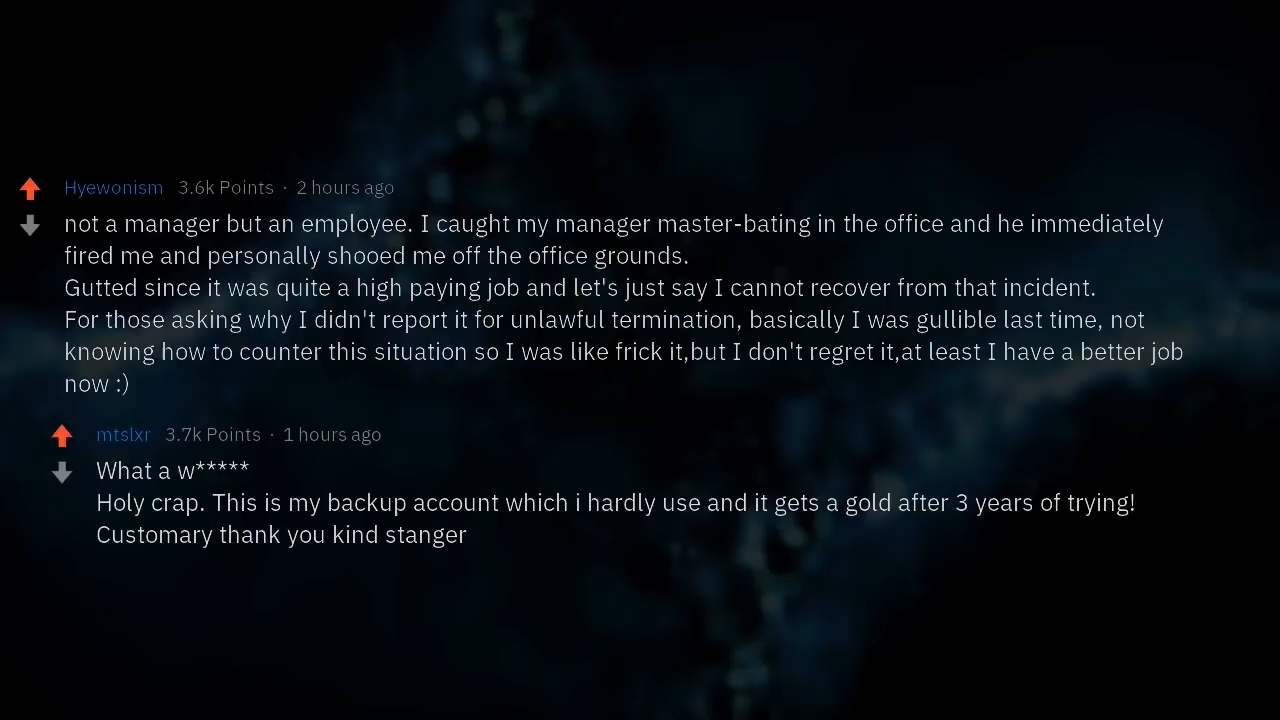 Hyewonism 3.6k Points · 2 hours ago
not a manager but an employee. I caught my manager master-bating in the office and he immediately
fired me and personally shooed me off the office grounds.
Gutted since it was quite a high paying job and let's just say I cannot recover from that incident.
For those asking why I didn't report it for unlawful termination, basically I was gullible last time, not
knowing how to counter this situation so I was like frick it,but I don't regret it,at least I have a better job
now :)
mtslxr 3.7k Points · 1 hours ago
What a w*****
Holy crap. This is my backup account which i hardly use and it gets a gold after 3 years of trying!
Customary thank you kind stanger